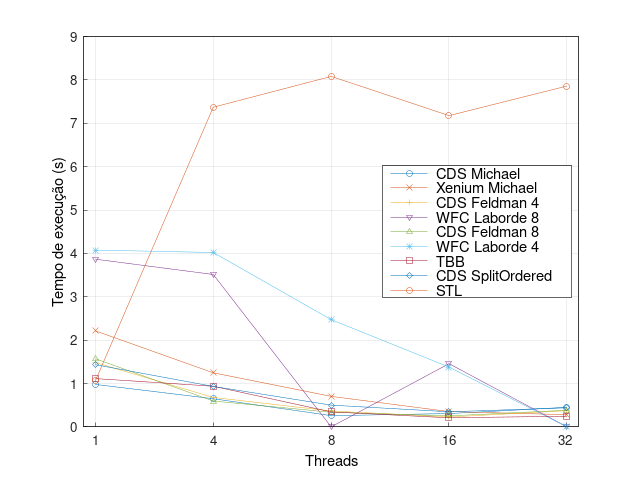 9
8
7
6
5
4
3
2
1
0
Tempo de execução (s)
CDS Michael
Xenium Michael
CDS Feldman 4
WFC Laborde 8
CDS Feldman 8
WFC Laborde 4
TBB
CDS SplitOrdered
STL
1 4 8 16 32
Threads